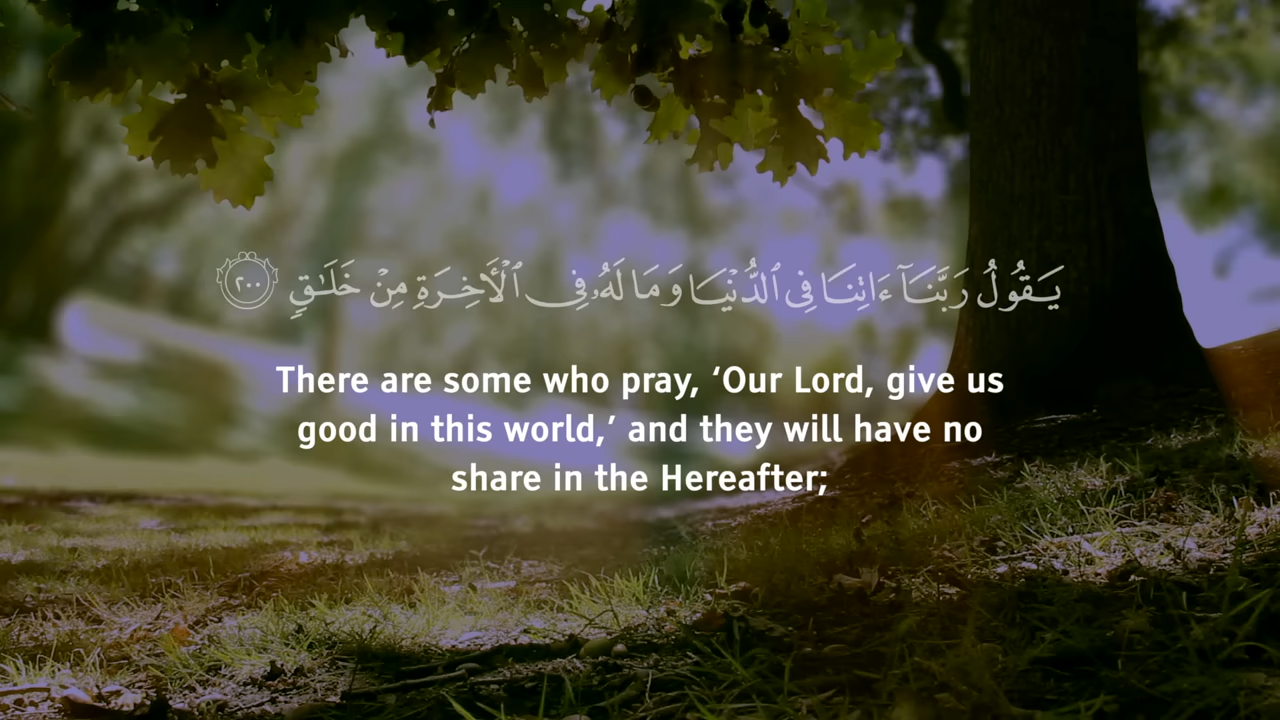 يَقُولُ رَبَّنَآ ءَاتِنَا فِى ٱلدُّنْيَا وَمَا لَهُۥ فِى ٱلْأَخِرَةِ مِنْ خَلَـٰقٍ ٢٠٠
There are some who pray, ‘Our Lord, give us
good in this world,’ and they will have no
share in the Hereafter;